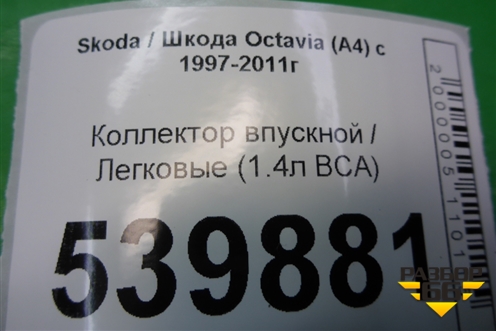 Skoda / Шкода Octavia (A4) с
1997-2011г
Коллектор впускной /
Легковые (1.4л BCA)
539881
2000005110
РАЗБОР